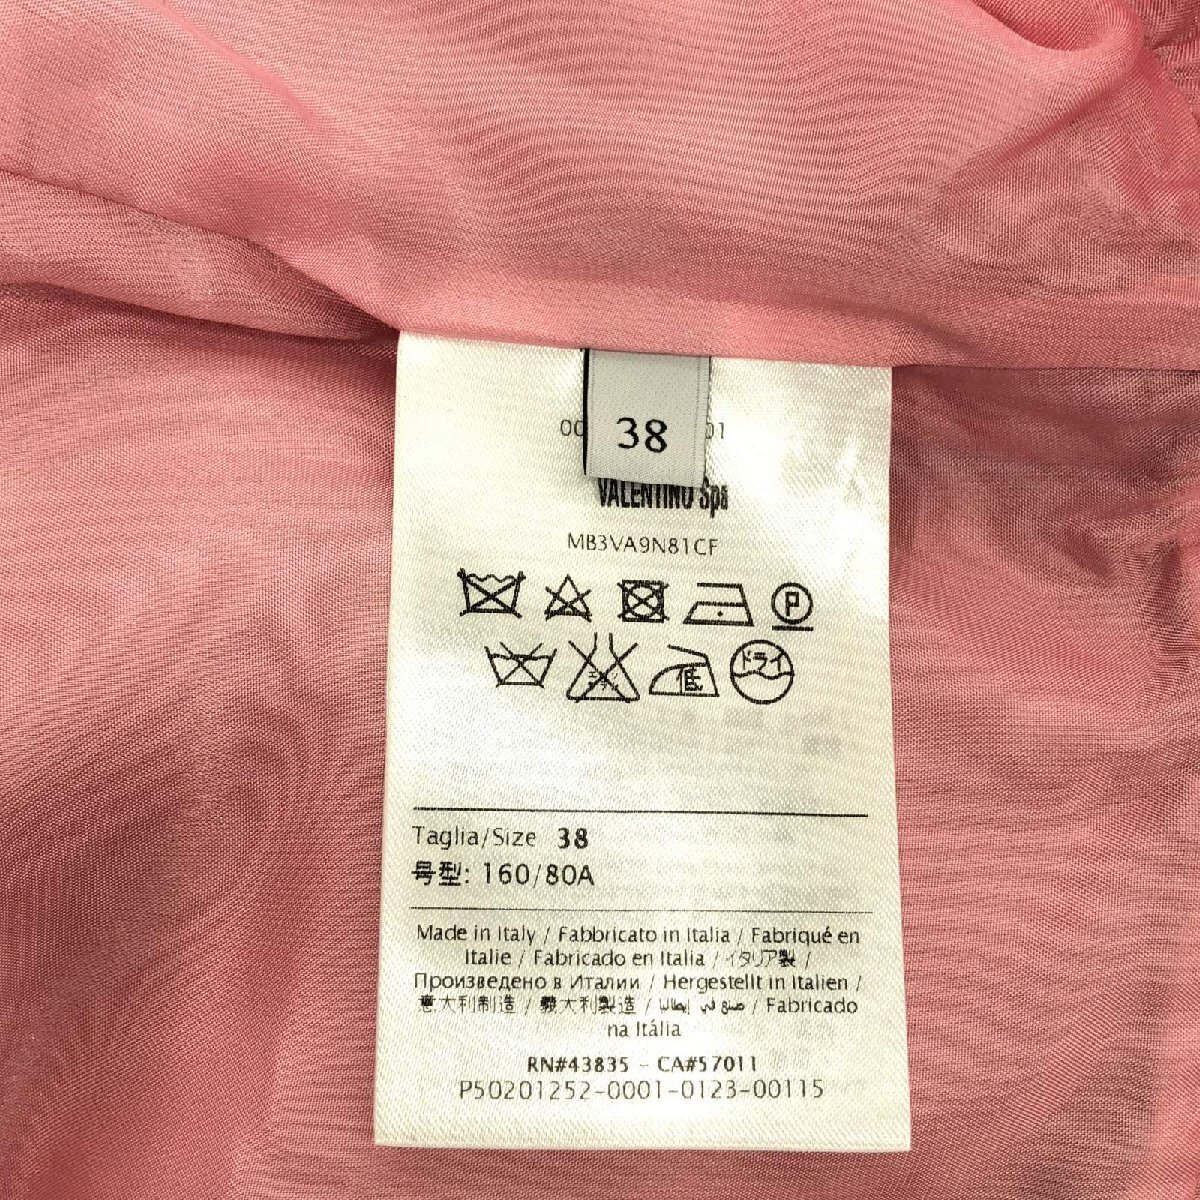 38
VALENTINO Spa
MB3VA9N81CF
P
低
ドライ
Taglia/Size 38
号型: 160/80A
Made in Italy / Fabbricato in Italia / Fabriqué en
Italie / Fabricado en Italia / イタリア製 /
Произведено в Италии / Hergestellt in Italien /
意大利制造 / 義大利製造 / صنع في إيطاليا / Fabricado
na Itália
RN#43835 - CA#57011
P50201252-0001-0123-00115